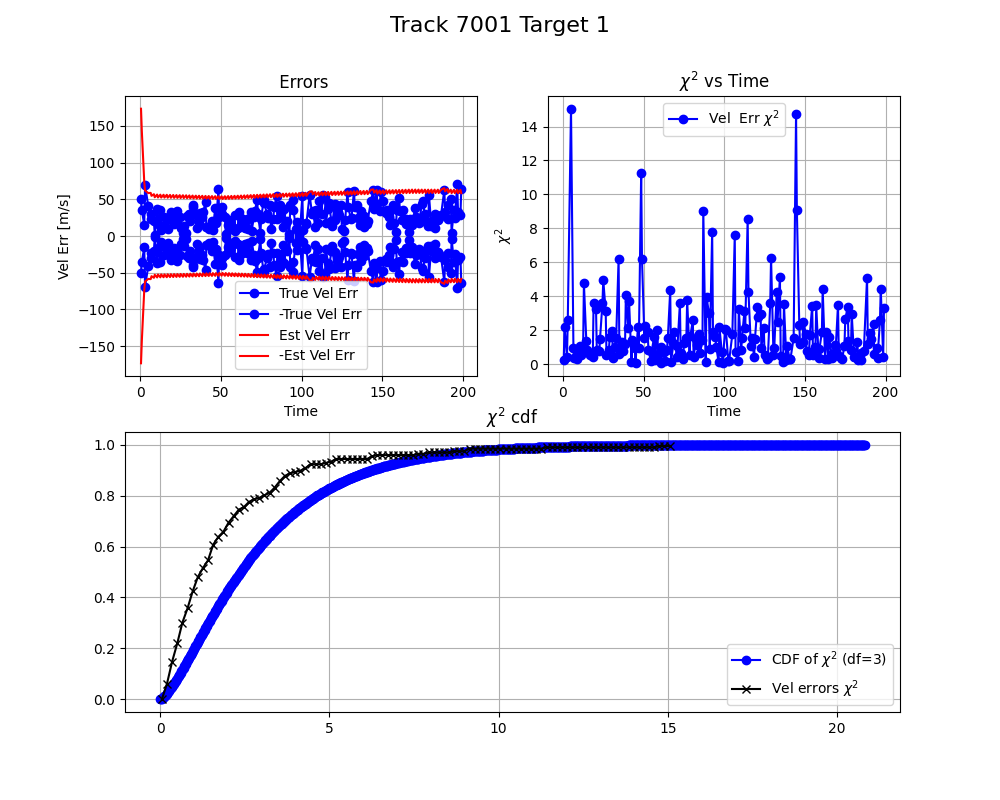 Track 7001 Target 1
Errors
Vel Err [m/s]
150
100
50
0
−50
−100
−150
True Vel Err
-True Vel Err
Est Vel Err
-Est Vel Err
0 50 100 150 200
Time
χ² vs Time
χ²
14
12
10
8
6
4
2
0
Vel Err χ²
0 50 100 150 200
Time
χ² cdf
1.0
0.8
0.6
0.4
0.2
0.0
CDF of χ² (df=3)
Vel errors χ²
0 5 10 15 20